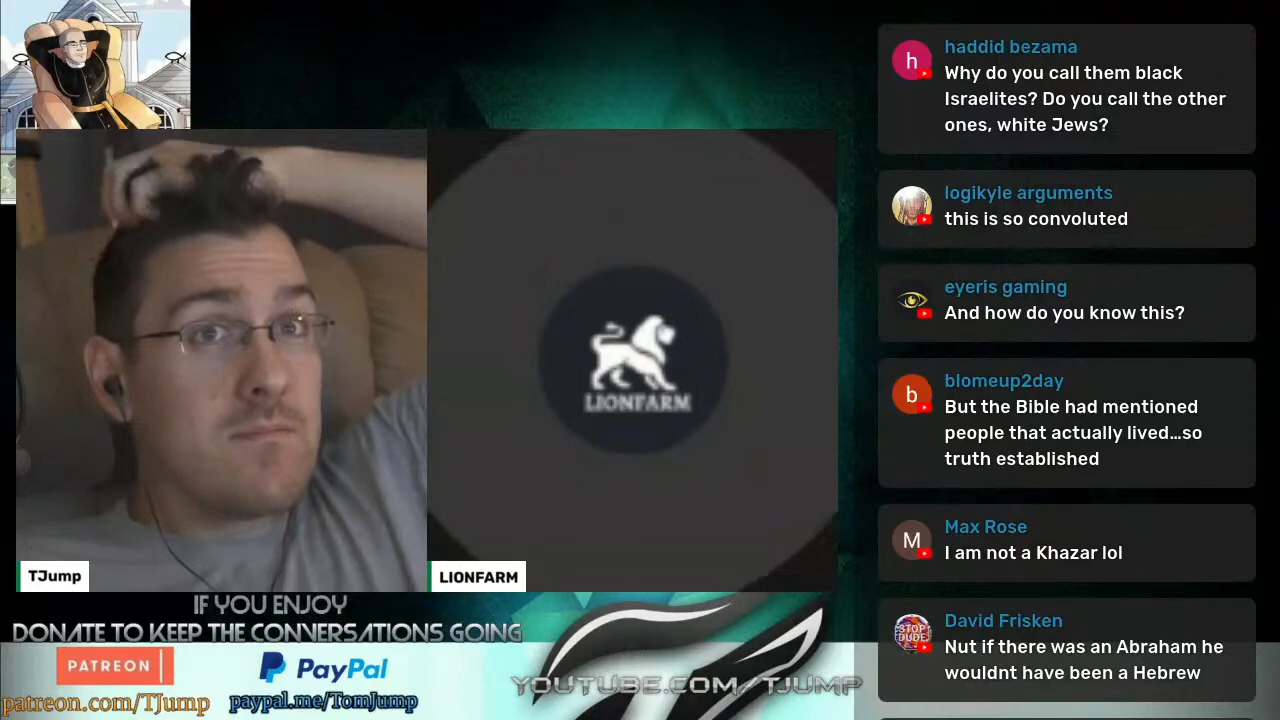 haddid bezama
Why do you call them black
Israelites? Do you call the other
ones, white Jews?
logikyle arguments
this is so convoluted
eyeris gaming
And how do you know this?
blomeup2day
But the Bible had mentioned
people that actually lived...so
truth established
Max Rose
I am not a Khazar lol
David Frisken
Nut if there was an Abraham he
wouldnt have been a Hebrew
h
b
M
STOP
DUDE
LIONFARM
TJump
LIONFARM
IF YOU ENJOY
DONATE TO KEEP THE CONVERSATIONS GOING
PATREON
PayPal
patreon.com/TJump
paypal.me/TomJump
YOUTUBE.COM/TJUMP